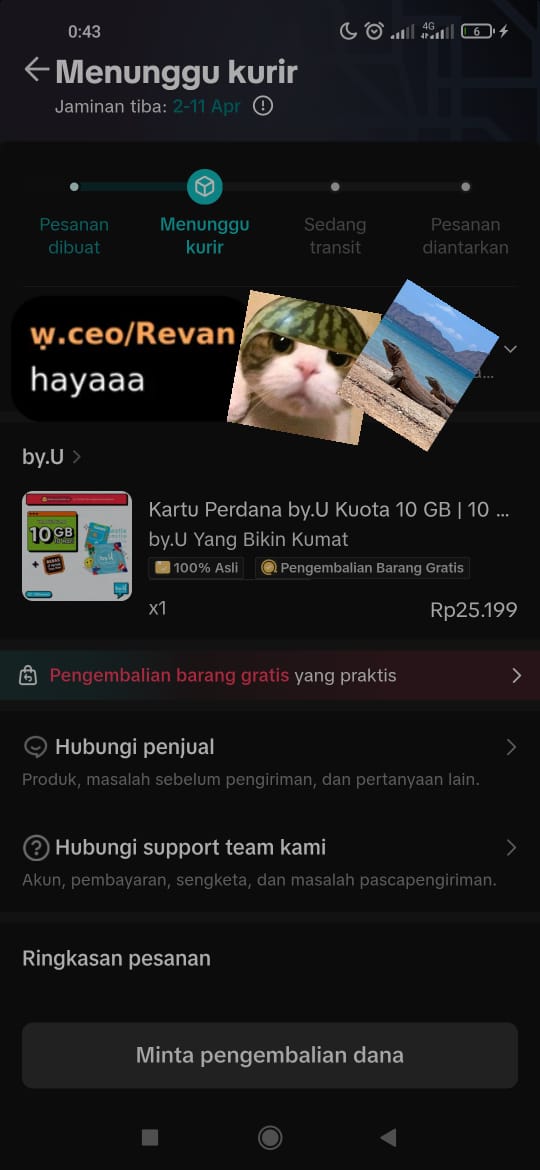 0:43
4G
6
Menunggu kurir
Jaminan tiba: 2-11 Apr
Pesanan dibuat
Menunggu kurir
Sedang transit
Pesanan diantarkan
ẉ.ceo/Revan
hayaaa
a...
by.U
10GB
Kartu Perdana by.U Kuota 10 GB | 10 ...
by.U Yang Bikin Kumat
100% Asli
Pengembalian Barang Gratis
x1
Rp25.199
Pengembalian barang gratis yang praktis
Hubungi penjual
Produk, masalah sebelum pengiriman, dan pertanyaan lain.
Hubungi support team kami
Akun, pembayaran, sengketa, dan masalah pascapengiriman.
Ringkasan pesanan
Minta pengembalian dana